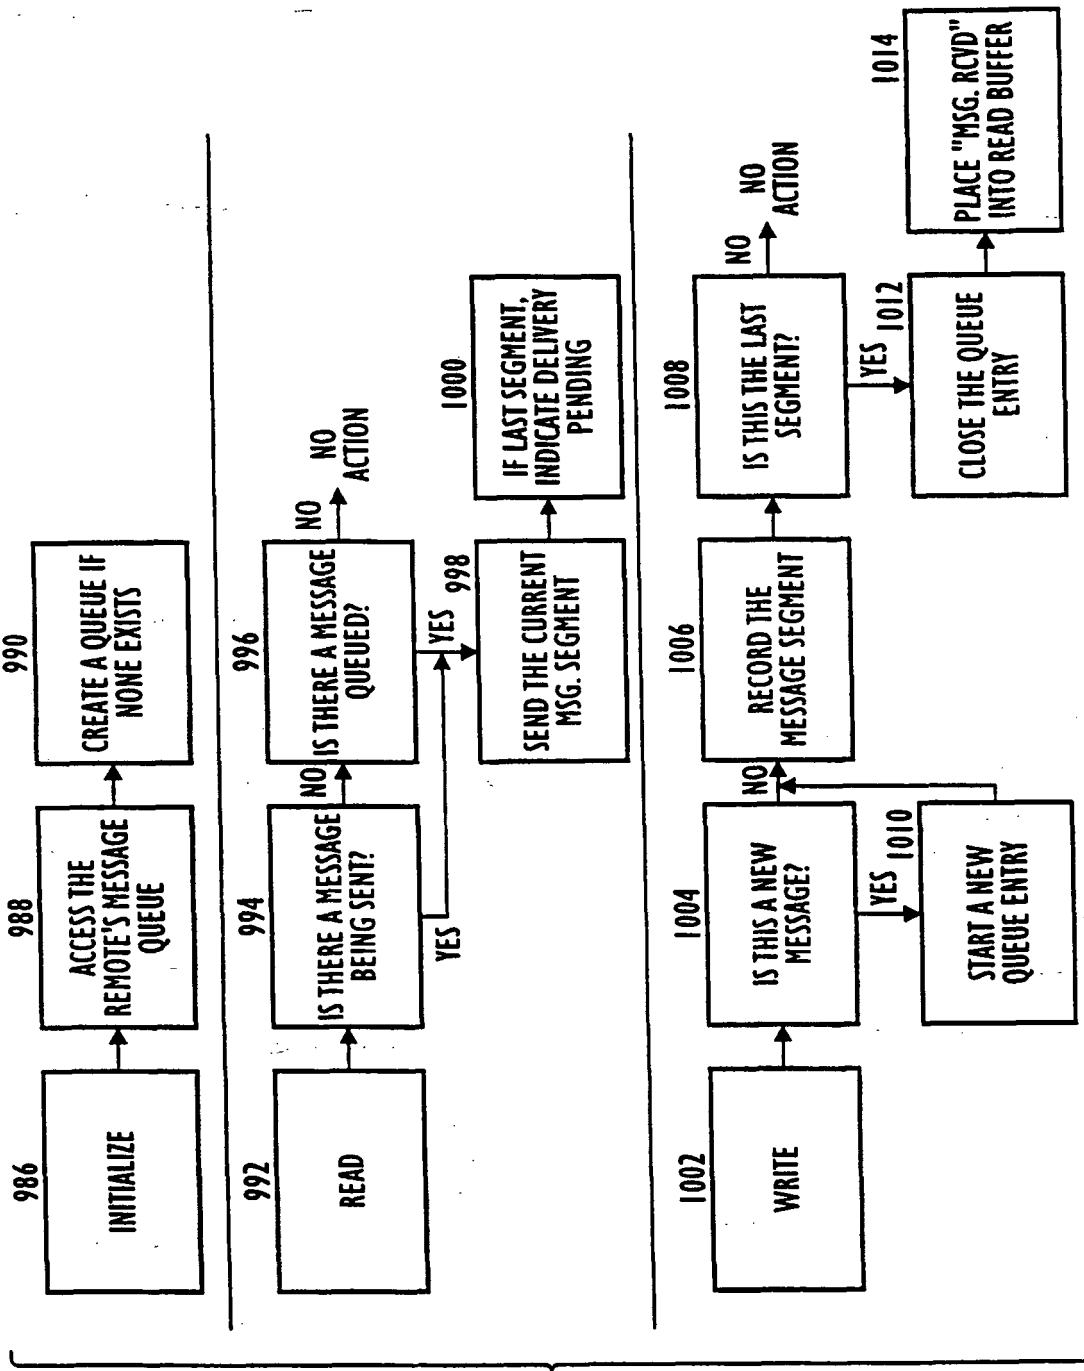 986
INITIALIZE
988
ACCESS THE
REMOTE'S MESSAGE
QUEUE
990
CREATE A QUEUE IF
NONE EXISTS
992
READ
994
IS THERE A MESSAGE
BEING SENT?
NO
YES
996
IS THERE A MESSAGE
QUEUED?
NO
NO
ACTION
YES
998
SEND THE CURRENT
MSG. SEGMENT
1000
IF LAST SEGMENT,
INDICATE DELIVERY
PENDING
1002
WRITE
1004
IS THIS A NEW
MESSAGE?
NO
YES
1010
START A NEW
QUEUE ENTRY
1006
RECORD THE
MESSAGE SEGMENT
1008
IS THIS THE LAST
SEGMENT?
NO
NO
ACTION
YES
1012
CLOSE THE QUEUE
ENTRY
1014
PLACE "MSG. RCVD"
INTO READ BUFFER